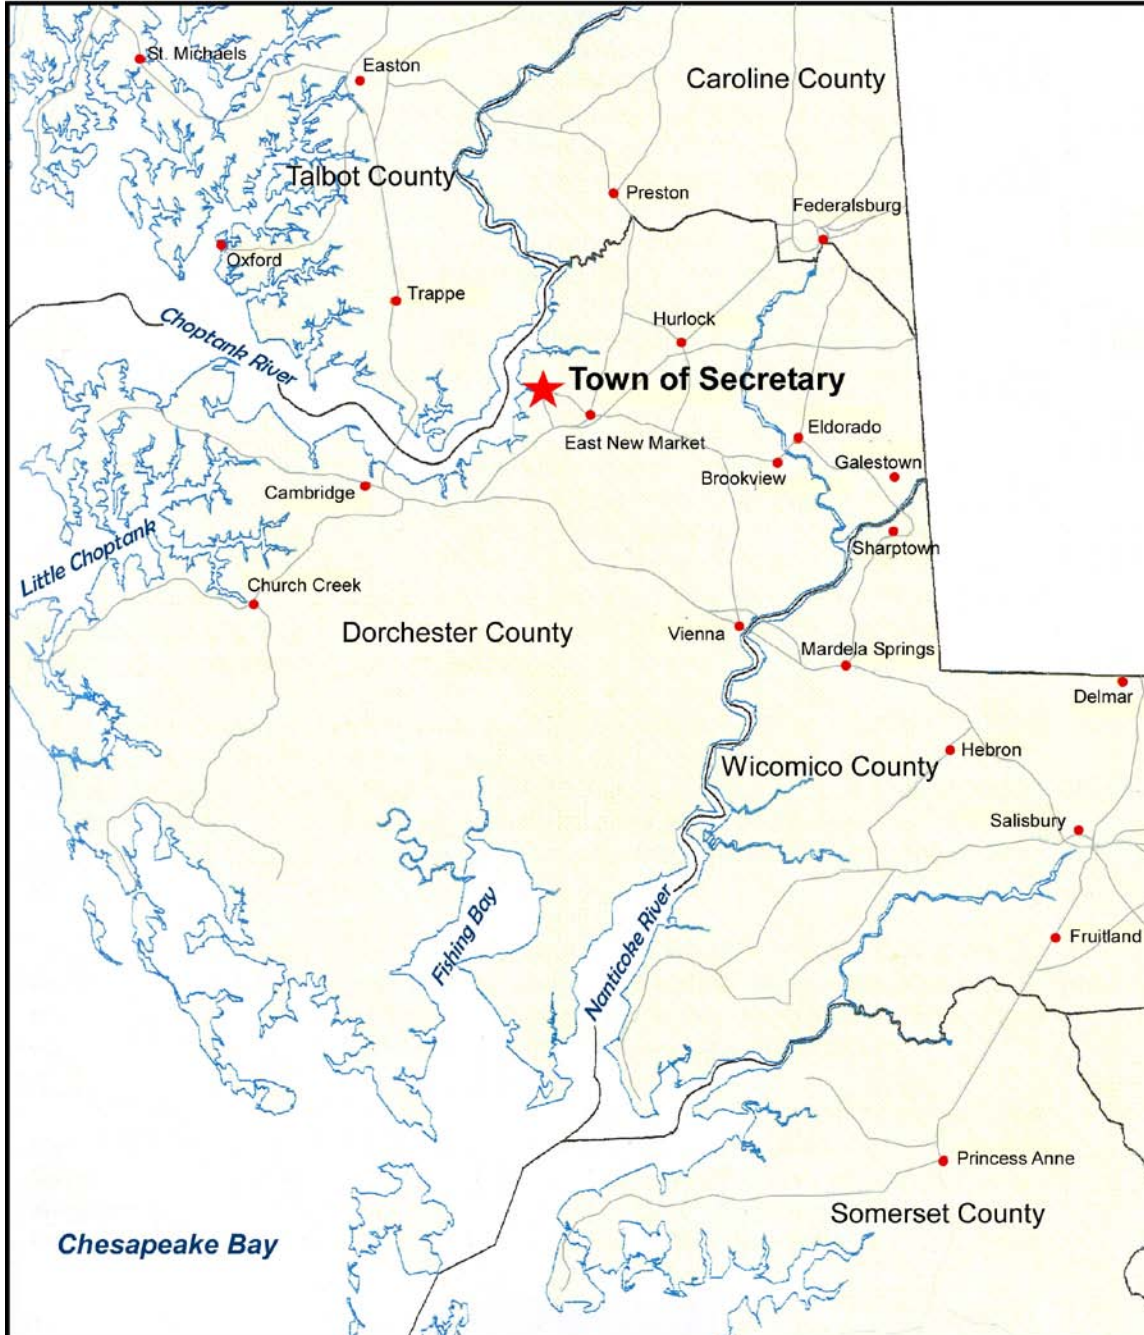 St. Michaels
Easton
Caroline County
Talbot County
Preston
Federalsburg
Oxford
Trappe
Choptank River
Hurlock
Town of Secretary
East New Market
Eldorado
Galestown
Brookview
Cambridge
Sharptown
Little Choptank
Church Creek
Dorchester County
Vienna
Mardela Springs
Delmar
Hebron
Wicomico County
Salisbury
Fishing Bay
Nanticoke River
Fruitland
Princess Anne
Somerset County
Chesapeake Bay